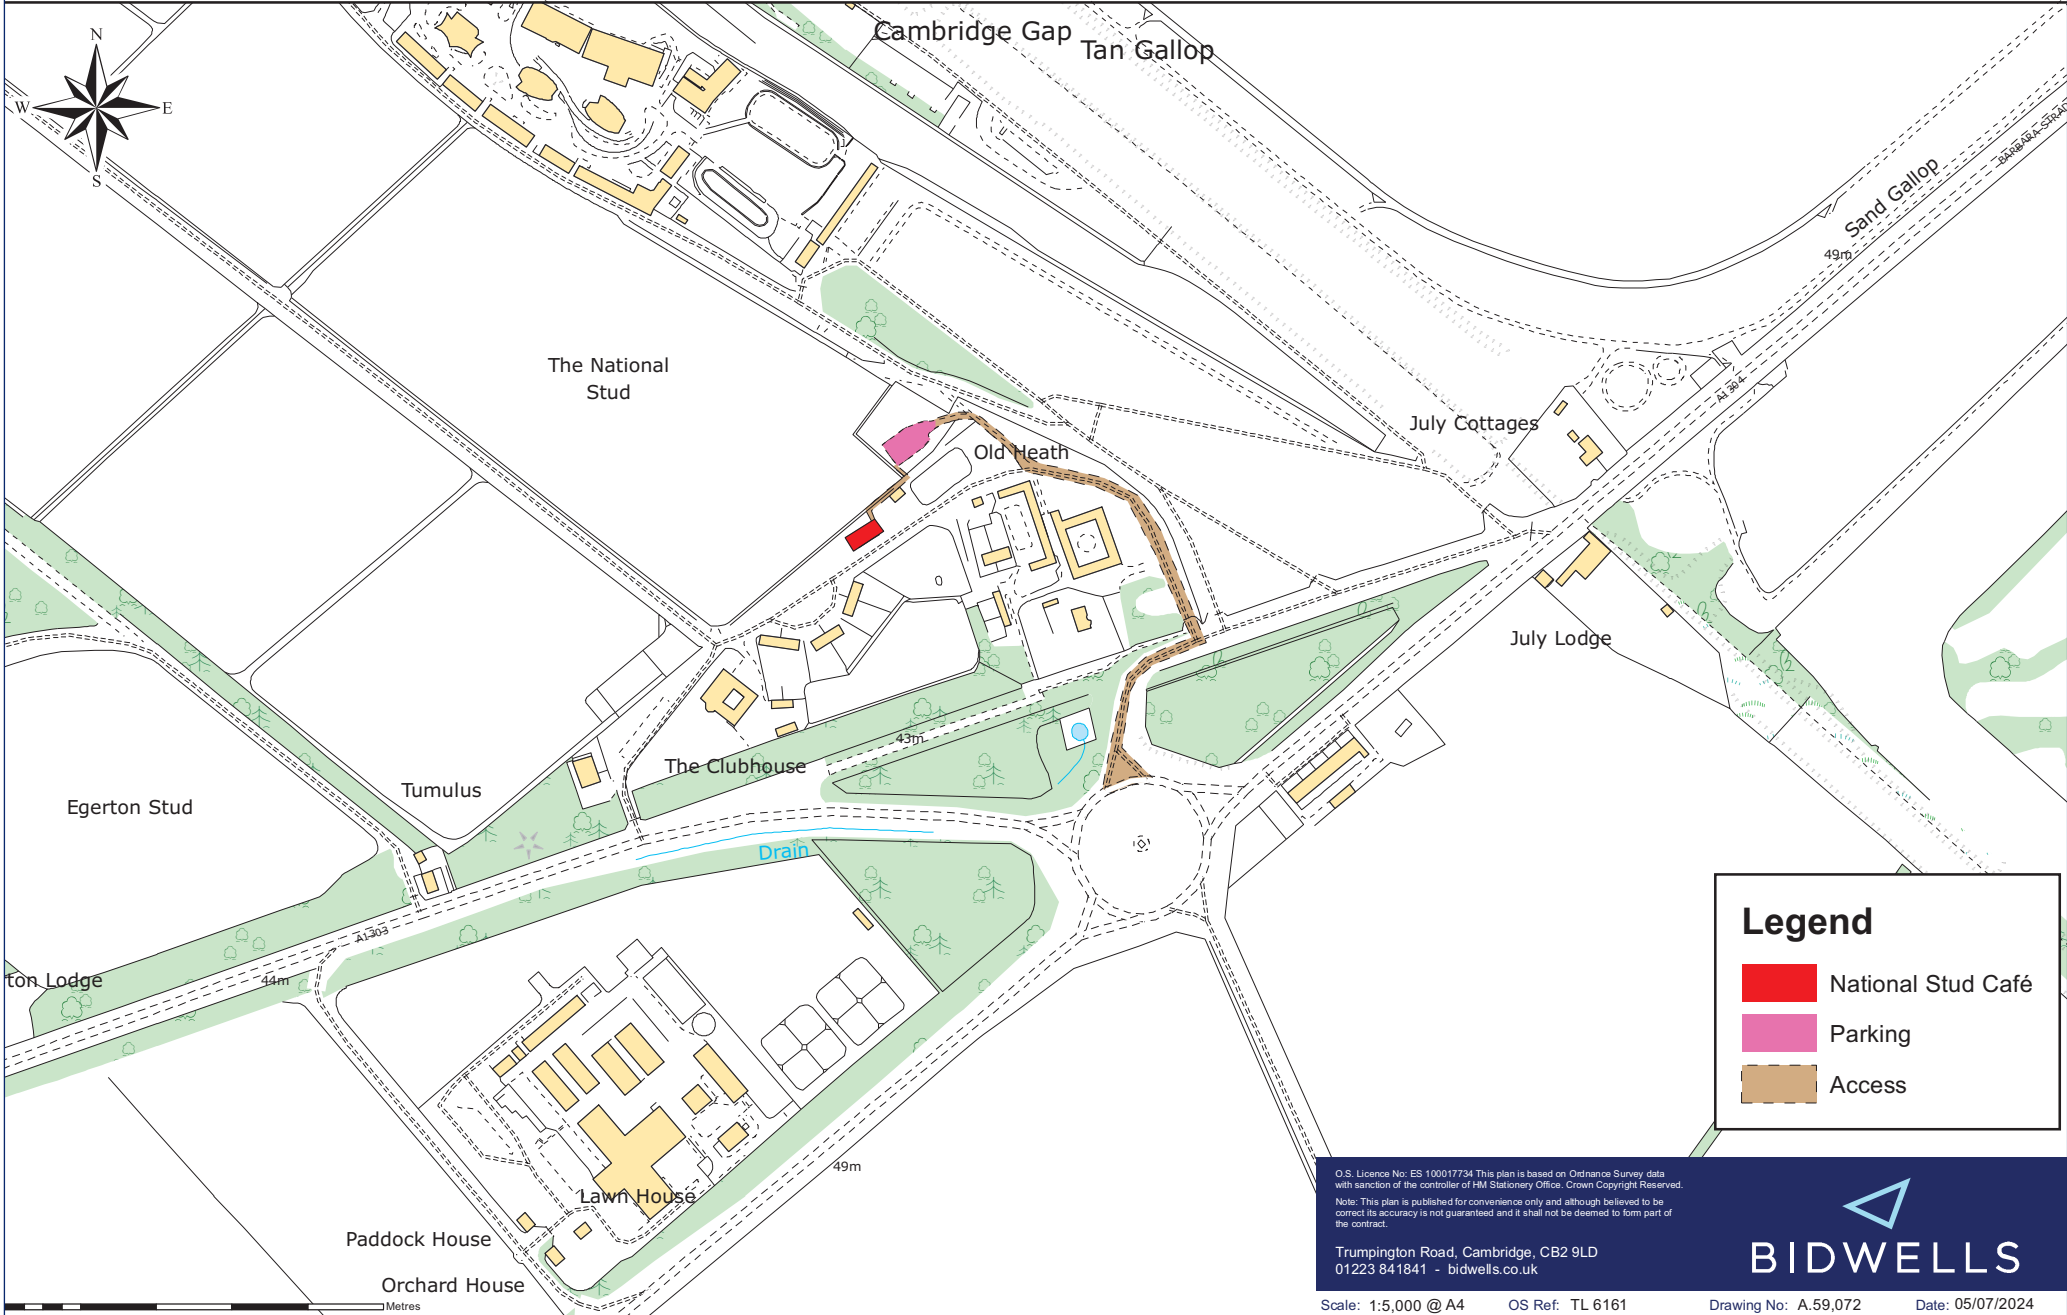 Cambridge Gap
Tan Gallop
N
W
E
S
Sand Gallop
49m
The National
Stud
A1304
July Cottages
Old Heath
July Lodge
43m
The Clubhouse
Tumulus
Egerton Stud
Drain
A1303
44m
ton Lodge
49m
Lawn House
Paddock House
Orchard House
Metres
Legend
National Stud Café
Parking
Access
O.S. Licence No: ES 100017734 This plan is based on Ordnance Survey data
with sanction of the controller of HM Stationery Office. Crown Copyright Reserved.
Note: This plan is published for convenience only and although believed to be
correct its accuracy is not guaranteed and it shall not be deemed to form part of
the contract.
Trumpington Road, Cambridge, CB2 9LD
01223 841841 - bidwells.co.uk
BIDWELLS
Scale: 1:5,000 @ A4 OS Ref: TL 6161 Drawing No: A.59,072 Date: 05/07/2024